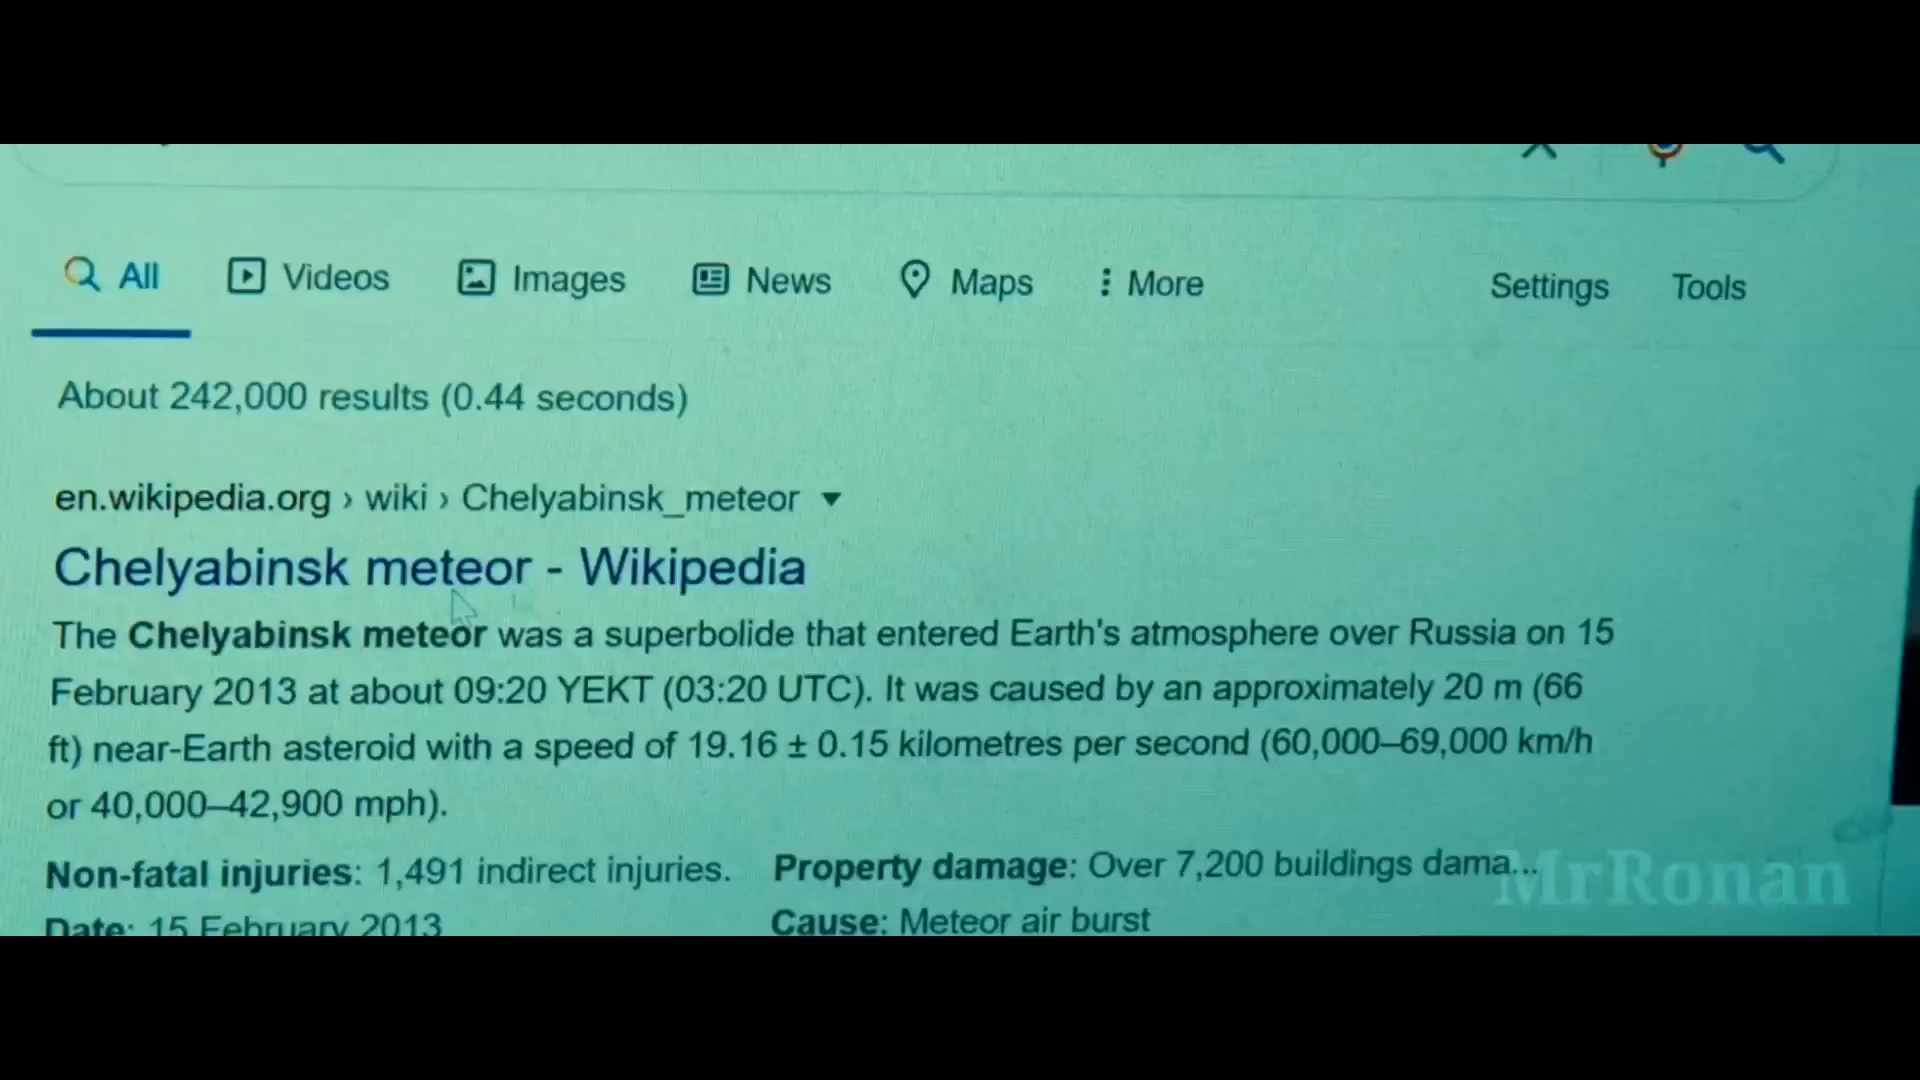 All Videos Images News Maps More Settings Tools
About 242,000 results (0.44 seconds)
en.wikipedia.org › wiki › Chelyabinsk_meteor
Chelyabinsk meteor - Wikipedia
The Chelyabinsk meteor was a superbolide that entered Earth's atmosphere over Russia on 15
February 2013 at about 09:20 YEKT (03:20 UTC). It was caused by an approximately 20 m (66
ft) near-Earth asteroid with a speed of 19.16 ± 0.15 kilometres per second (60,000–69,000 km/h
or 40,000–42,900 mph).
Non-fatal injuries: 1,491 indirect injuries. Property damage: Over 7,200 buildings dama...
Date: 15 February 2013 Cause: Meteor air burst
MrRonan